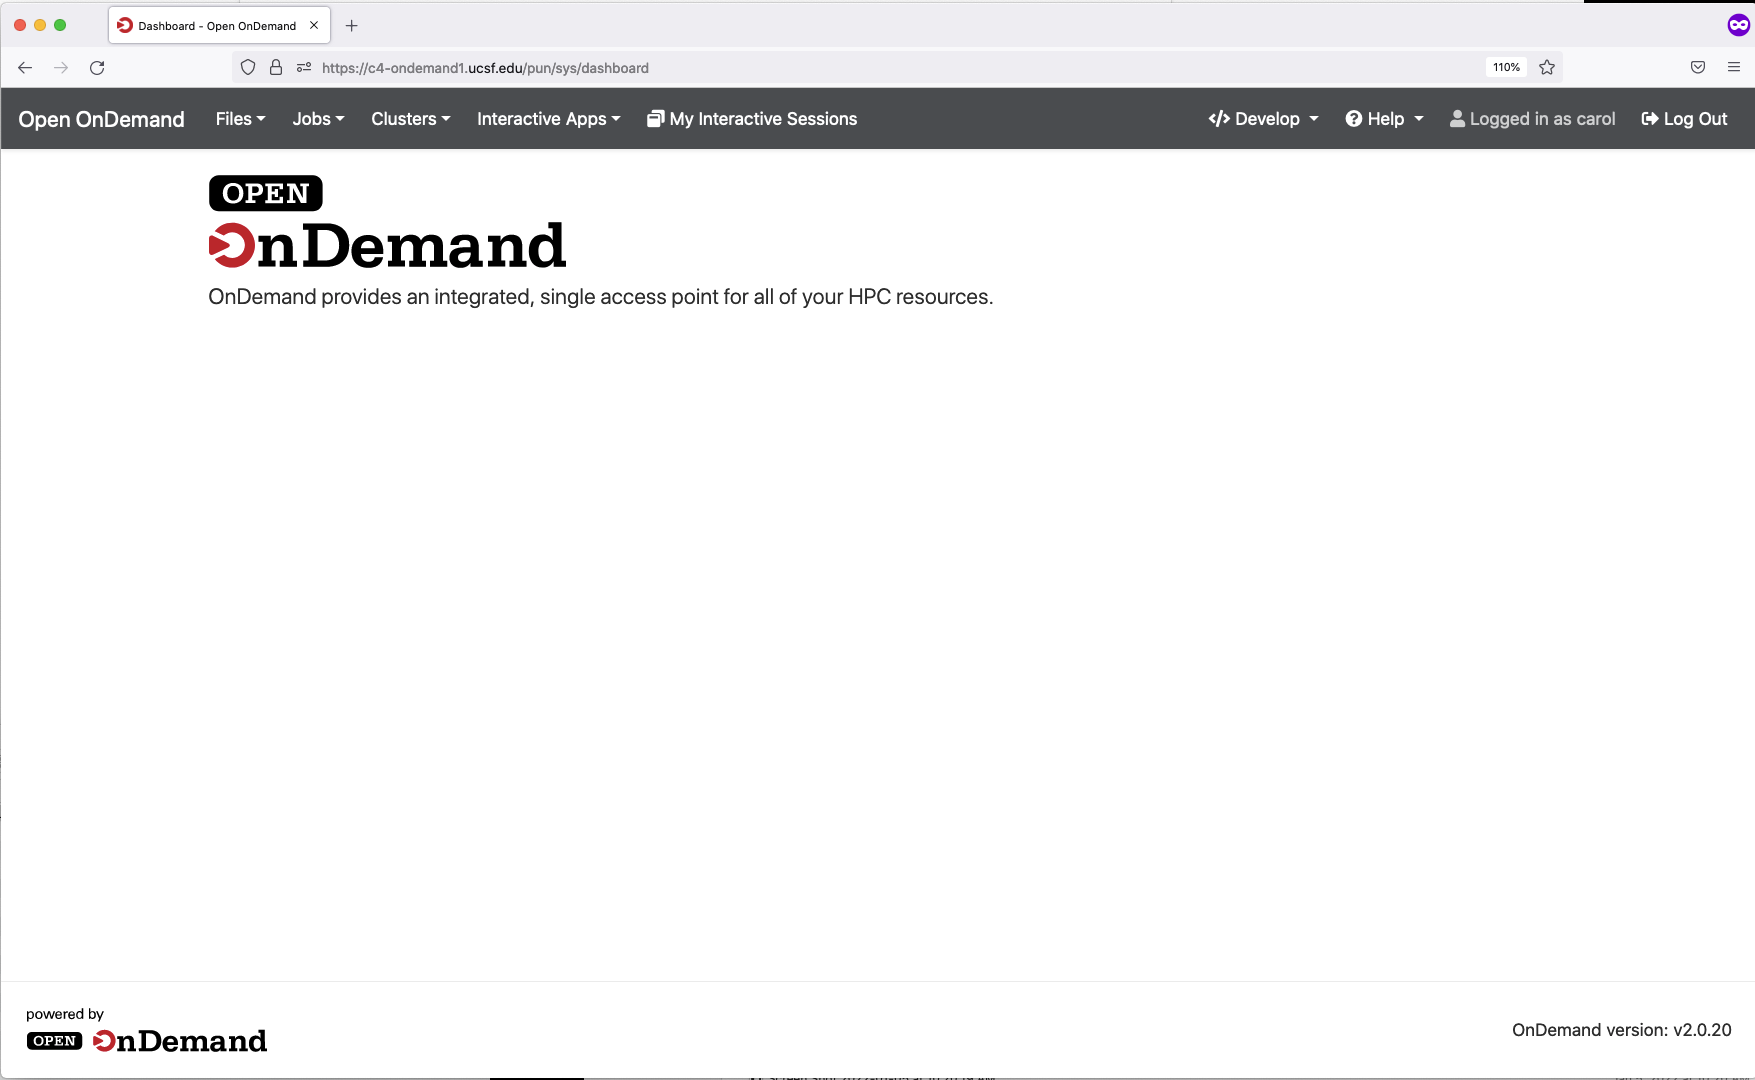 Dashboard - Open OnDemand
https://c4-ondemand1.ucsf.edu/pun/sys/dashboard
110%
Open OnDemand Files Jobs Clusters Interactive Apps My Interactive Sessions Develop Help Logged in as carol Log Out
OPEN
OnDemand
OnDemand provides an integrated, single access point for all of your HPC resources.
powered by
OPEN OnDemand
OnDemand version: v2.0.20